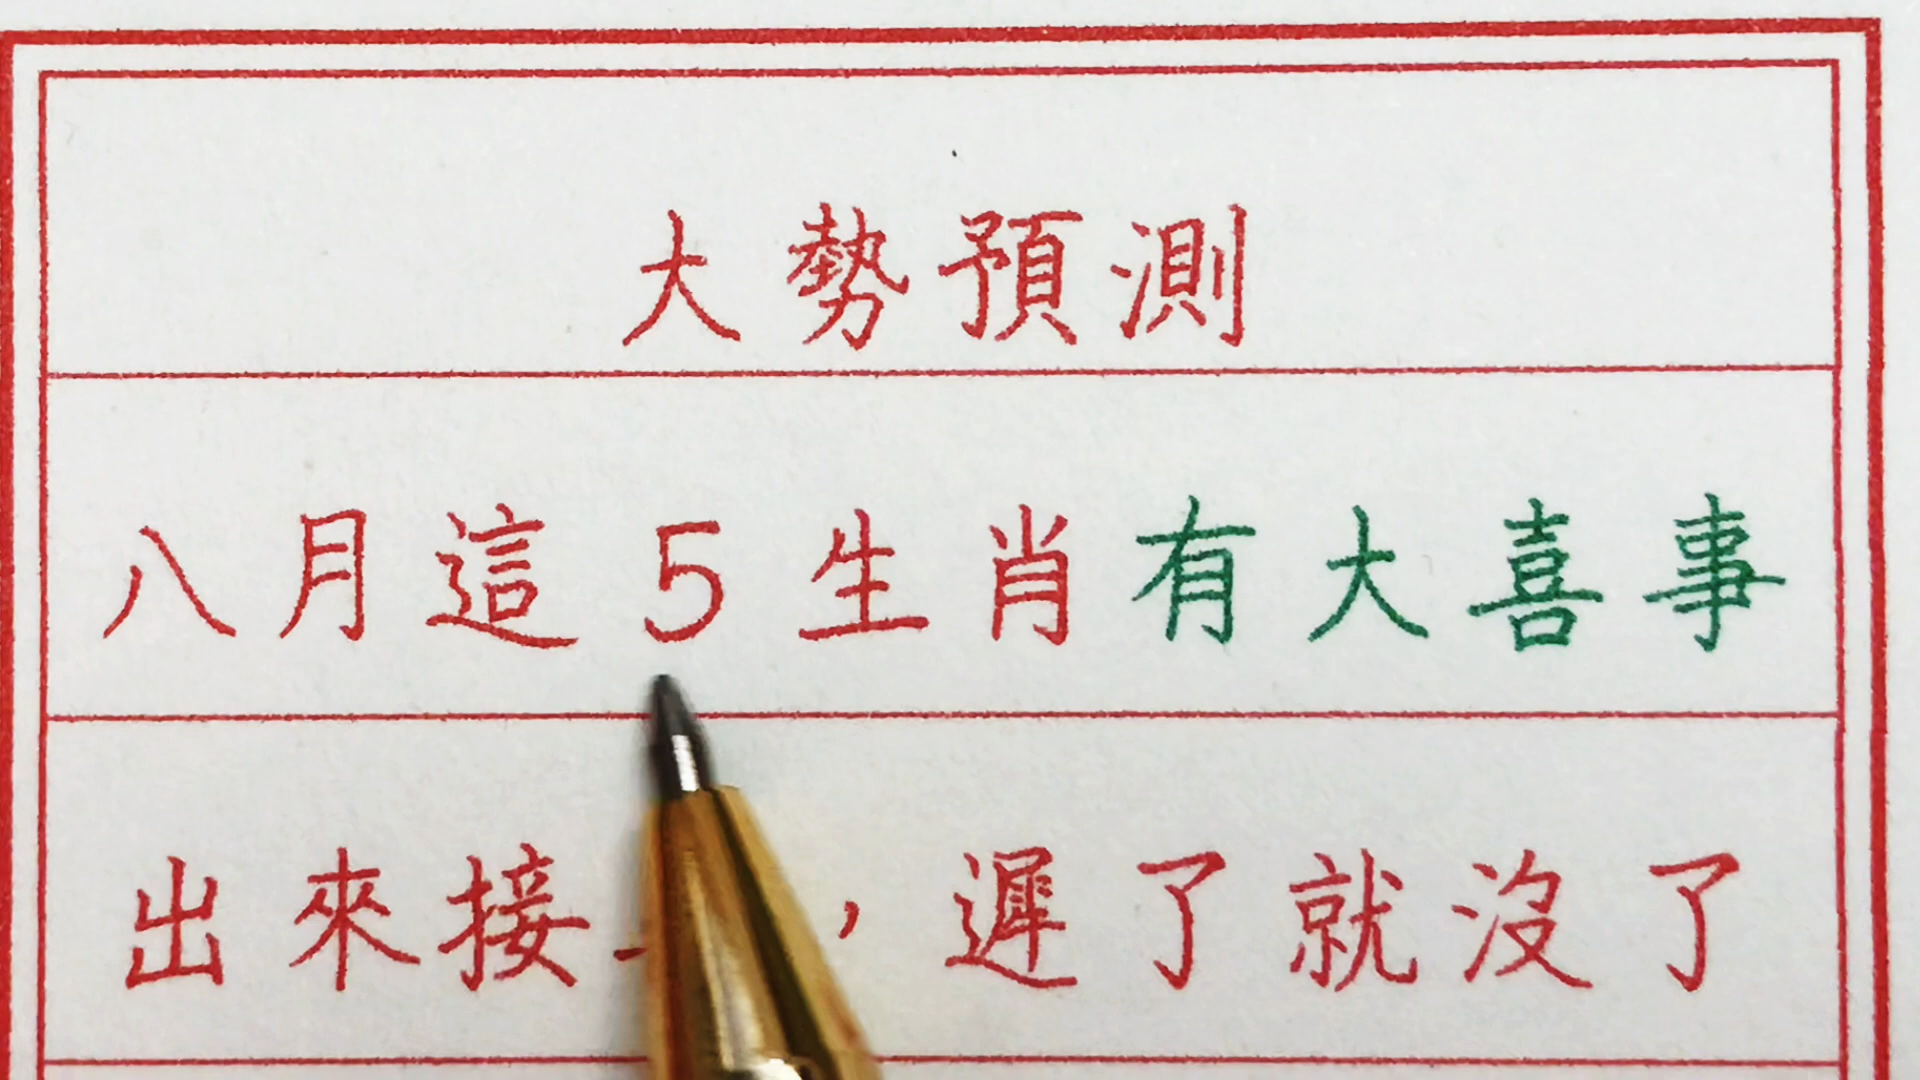 大勢預測
八月這5生肖有大喜事
出來接，遲了就沒了